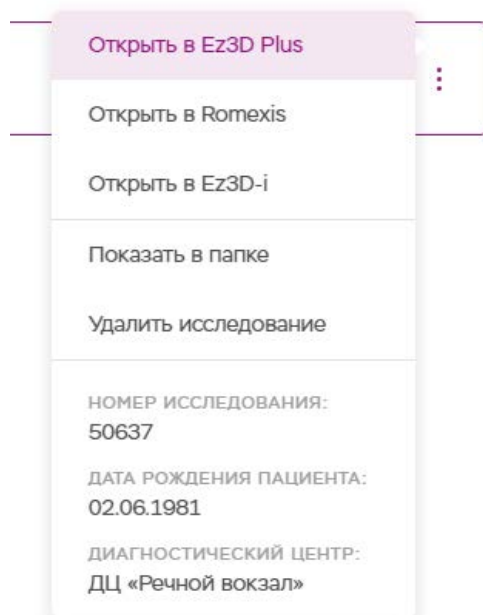 Открыть в Ez3D Plus
Открыть в Romexis
Открыть в Ez3D-i
Показать в папке
Удалить исследование
НОМЕР ИССЛЕДОВАНИЯ:
50637
ДАТА РОЖДЕНИЯ ПАЦИЕНТА:
02.06.1981
ДИАГНОСТИЧЕСКИЙ ЦЕНТР:
ДЦ «Речной вокзал»